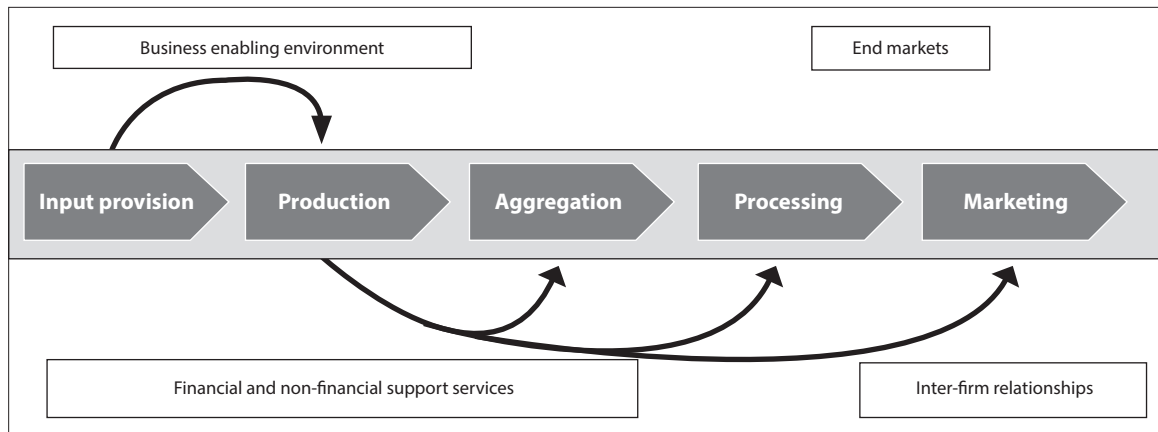 Business enabling environment
End markets
Input provision
Production
Aggregation
Processing
Marketing
Financial and non-financial support services
Inter-firm relationships